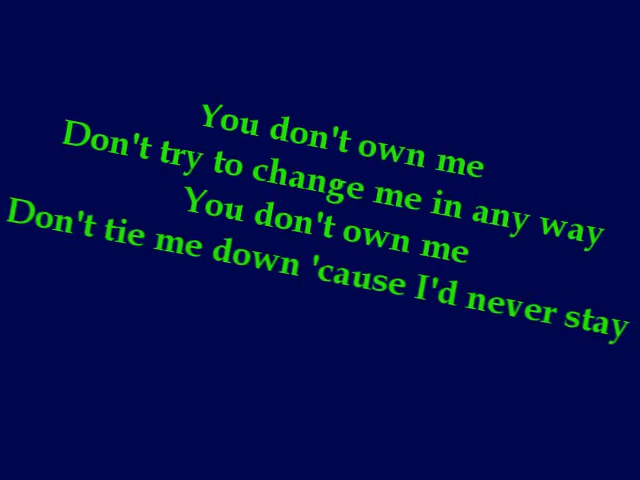 You don't own me
Don't try to change me in any way
You don't own me
Don't tie me down 'cause I'd never stay